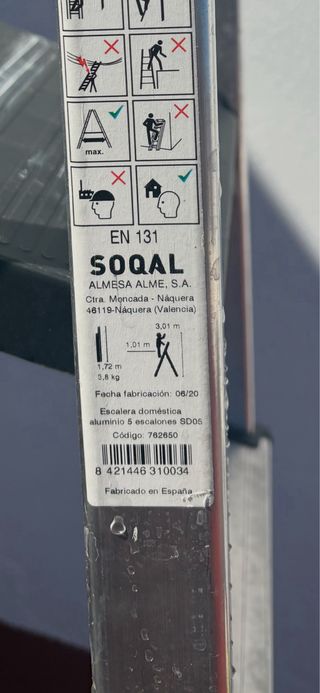 max.
EN 131
SOQAL
ALMESA ALME, S.A.
Ctra. Moncada - Náquera
46119-Náquera (Valencia)
3,01 m
1,01 m
1,72 m
3,8 kg
Fecha fabricación: 06/20
Escalera doméstica
aluminio 5 escalones SD05
Código: 762650
8 421446 310034
Fabricado en España